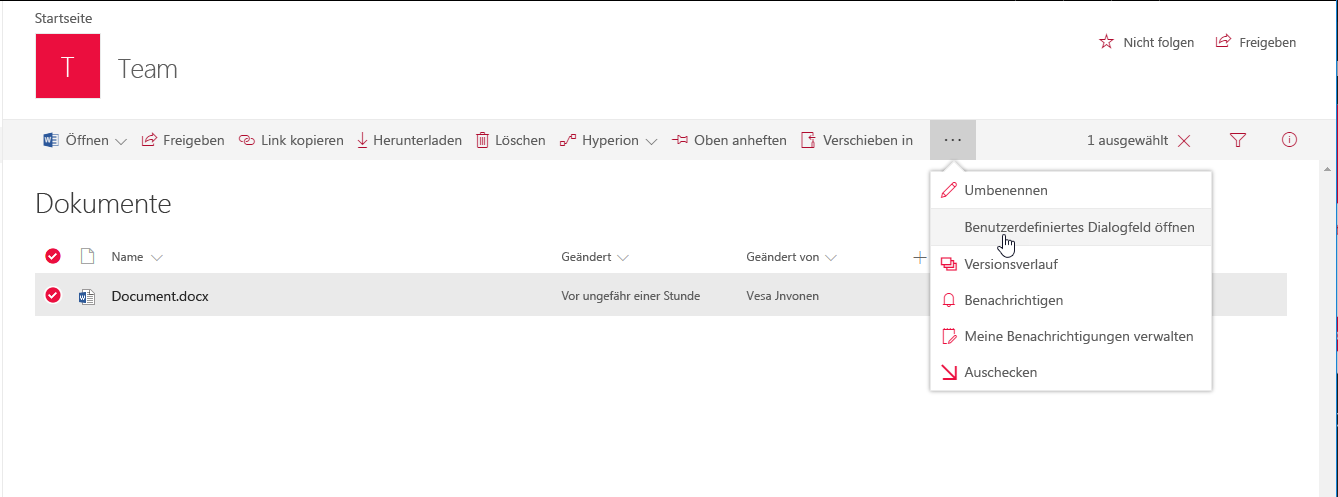 Startseite
T
Team
Nicht folgen
Freigeben
Öffnen
Freigeben
Link kopieren
Herunterladen
Löschen
Hyperion
Oben anheften
Verschieben in
...
1 ausgewählt
Umbenennen
Benutzerdefiniertes Dialogfeld öffnen
Versionsverlauf
Benachrichtigen
Meine Benachrichtigungen verwalten
Auschecken
Dokumente
Name
Geändert
Geändert von
Document.docx
Vor ungefähr einer Stunde
Vesa Jnvonen